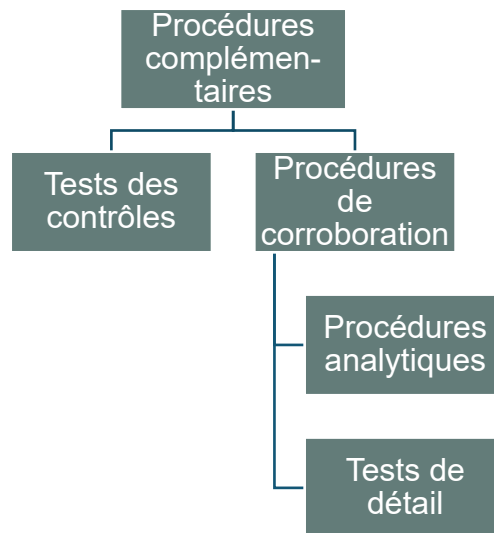 Procédures
complémen-
taires
Tests des
contrôles
Procédures
de
corroboration
Procédures
analytiques
Tests de
détail